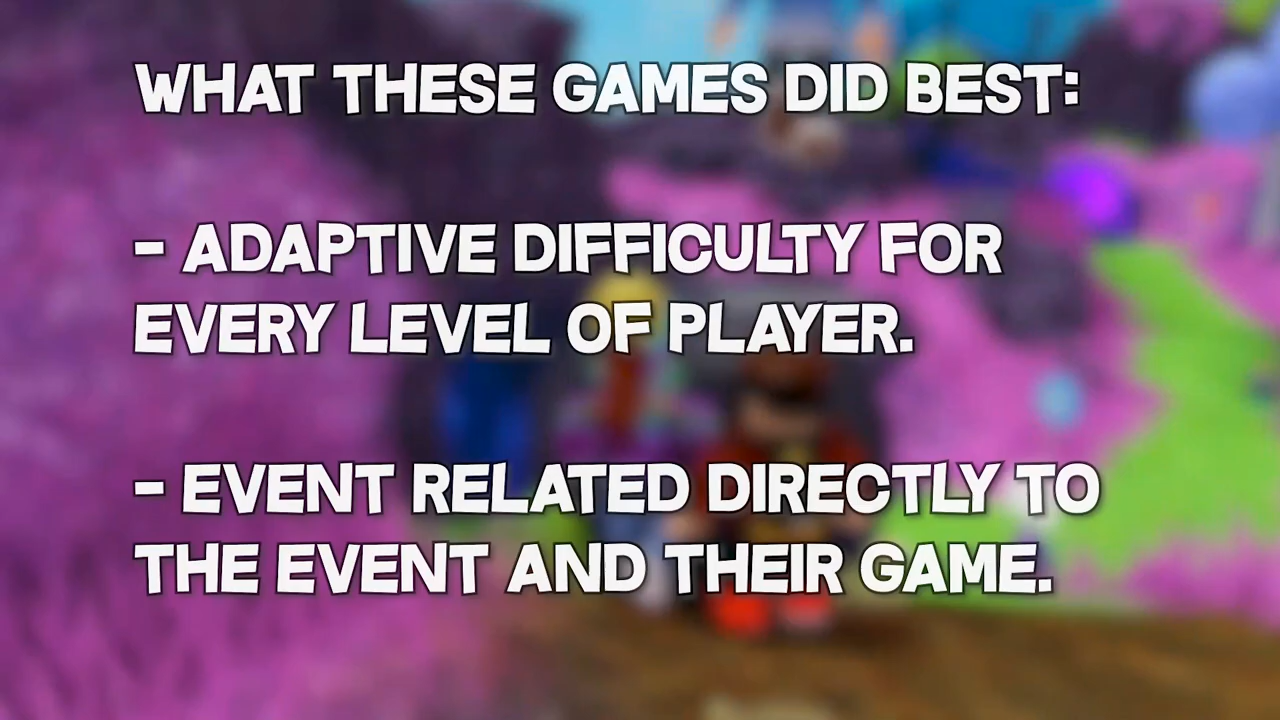 WHAT THESE GAMES DID BEST:
- ADAPTIVE DIFFICULTY FOR
EVERY LEVEL OF PLAYER.
- EVENT RELATED DIRECTLY TO
THE EVENT AND THEIR GAME.